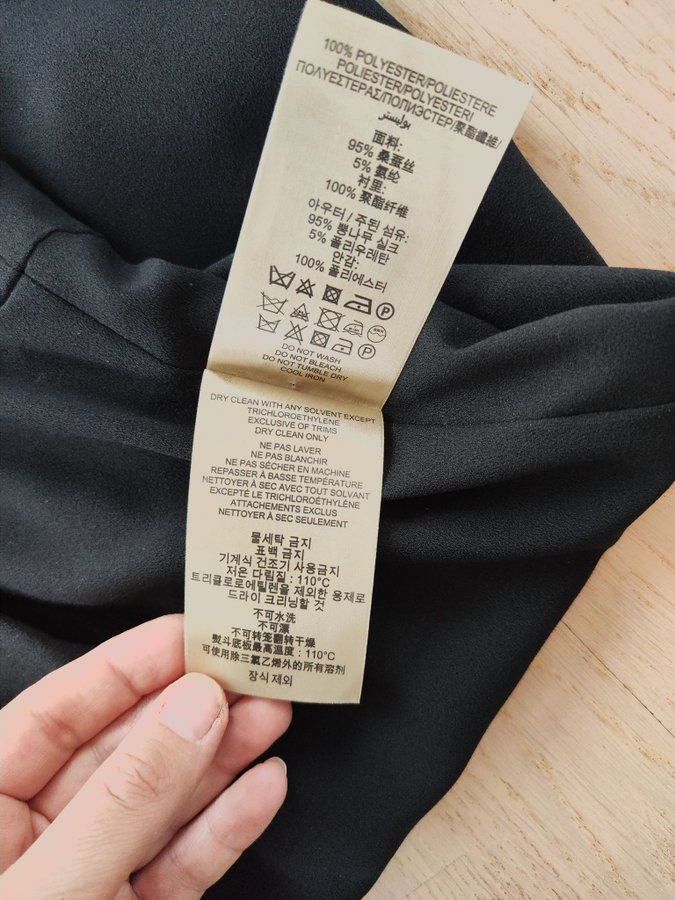 100% POLYESTER/POLIESTERE
POLIESTER/POLYESTERI
ΠΟΛΥΕΣΤΕΡΑΣ/ПОЛИЭСТЕР/聚酯纖維/
بوليستر
面料:
95% 桑蚕丝
5% 氨纶
衬里:
100% 聚酯纤维
아우터 / 주된 섬유:
95% 뽕나무 실크
5% 폴리우레탄
안감:
100% 폴리에스터
DO NOT WASH
DO NOT BLEACH
DO NOT TUMBLE DRY
COOL IRON
DRY CLEAN WITH ANY SOLVENT EXCEPT
TRICHLOROETHYLENE
EXCLUSIVE OF TRIMS
DRY CLEAN ONLY
NE PAS LAVER
NE PAS BLANCHIR
NE PAS SÉCHER EN MACHINE
REPASSER À BASSE TEMPÉRATURE
NETTOYER À SEC AVEC TOUT SOLVANT
EXCEPTÉ LE TRICHLOROÉTHYLÈNE
ATTACHEMENTS EXCLUS
NETTOYER À SEC SEULEMENT
물세탁 금지
표백 금지
기계식 건조기 사용금지
저온 다림질 : 110°C
트리클로로에틸렌을 제외한 용제로
드라이 크리닝할 것
不可水洗
不可漂
不可转笼翻转干燥
熨斗底板最高温度 : 110°C
可使用除三氯乙烯外的所有溶剂
장식 제외